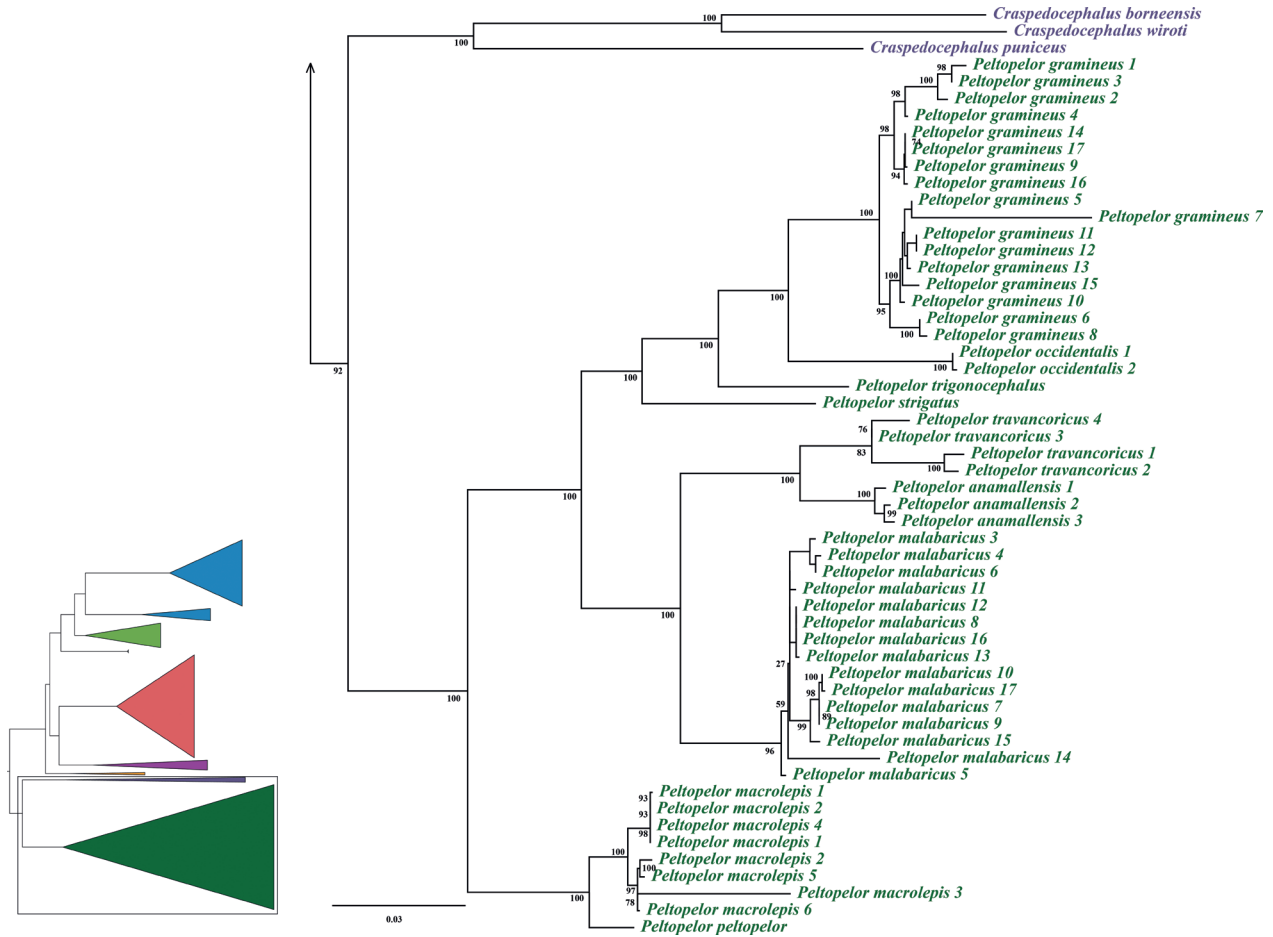 Craspedocephalus borneensis
100
Craspedocephalus wiroti
100
Craspedocephalus puniceus
Peltopelor gramineus 1
98
Peltopelor gramineus 3
100
Peltopelor gramineus 2
98
Peltopelor gramineus 4
98
Peltopelor gramineus 14
74
Peltopelor gramineus 17
Peltopelor gramineus 9
94
Peltopelor gramineus 16
Peltopelor gramineus 5
100
Peltopelor gramineus 7
Peltopelor gramineus 11
Peltopelor gramineus 12
Peltopelor gramineus 13
100
Peltopelor gramineus 15
Peltopelor gramineus 10
95
Peltopelor gramineus 6
100
Peltopelor gramineus 8
100
Peltopelor occidentalis 1
100
Peltopelor occidentalis 2
100
92
100
Peltopelor trigonocephalus
Peltopelor strigatus
Peltopelor travancoricus 4
76
Peltopelor travancoricus 3
83
Peltopelor travancoricus 1
100
Peltopelor travancoricus 2
100
Peltopelor anamallensis 1
100
100
Peltopelor anamallensis 2
99
Peltopelor anamallensis 3
Peltopelor malabaricus 3
Peltopelor malabaricus 4
Peltopelor malabaricus 6
Peltopelor malabaricus 11
Peltopelor malabaricus 12
100
Peltopelor malabaricus 8
Peltopelor malabaricus 16
Peltopelor malabaricus 13
27
Peltopelor malabaricus 10
100
Peltopelor malabaricus 17
98
100
59
Peltopelor malabaricus 7
89
Peltopelor malabaricus 9
99
Peltopelor malabaricus 15
96
Peltopelor malabaricus 14
Peltopelor malabaricus 5
Peltopelor macrolepis 1
93
Peltopelor macrolepis 2
93
Peltopelor macrolepis 4
98
Peltopelor macrolepis 1
100
Peltopelor macrolepis 2
100
Peltopelor macrolepis 5
97
Peltopelor macrolepis 3
100
78
Peltopelor macrolepis 6
0.03
Peltopelor peltopelor